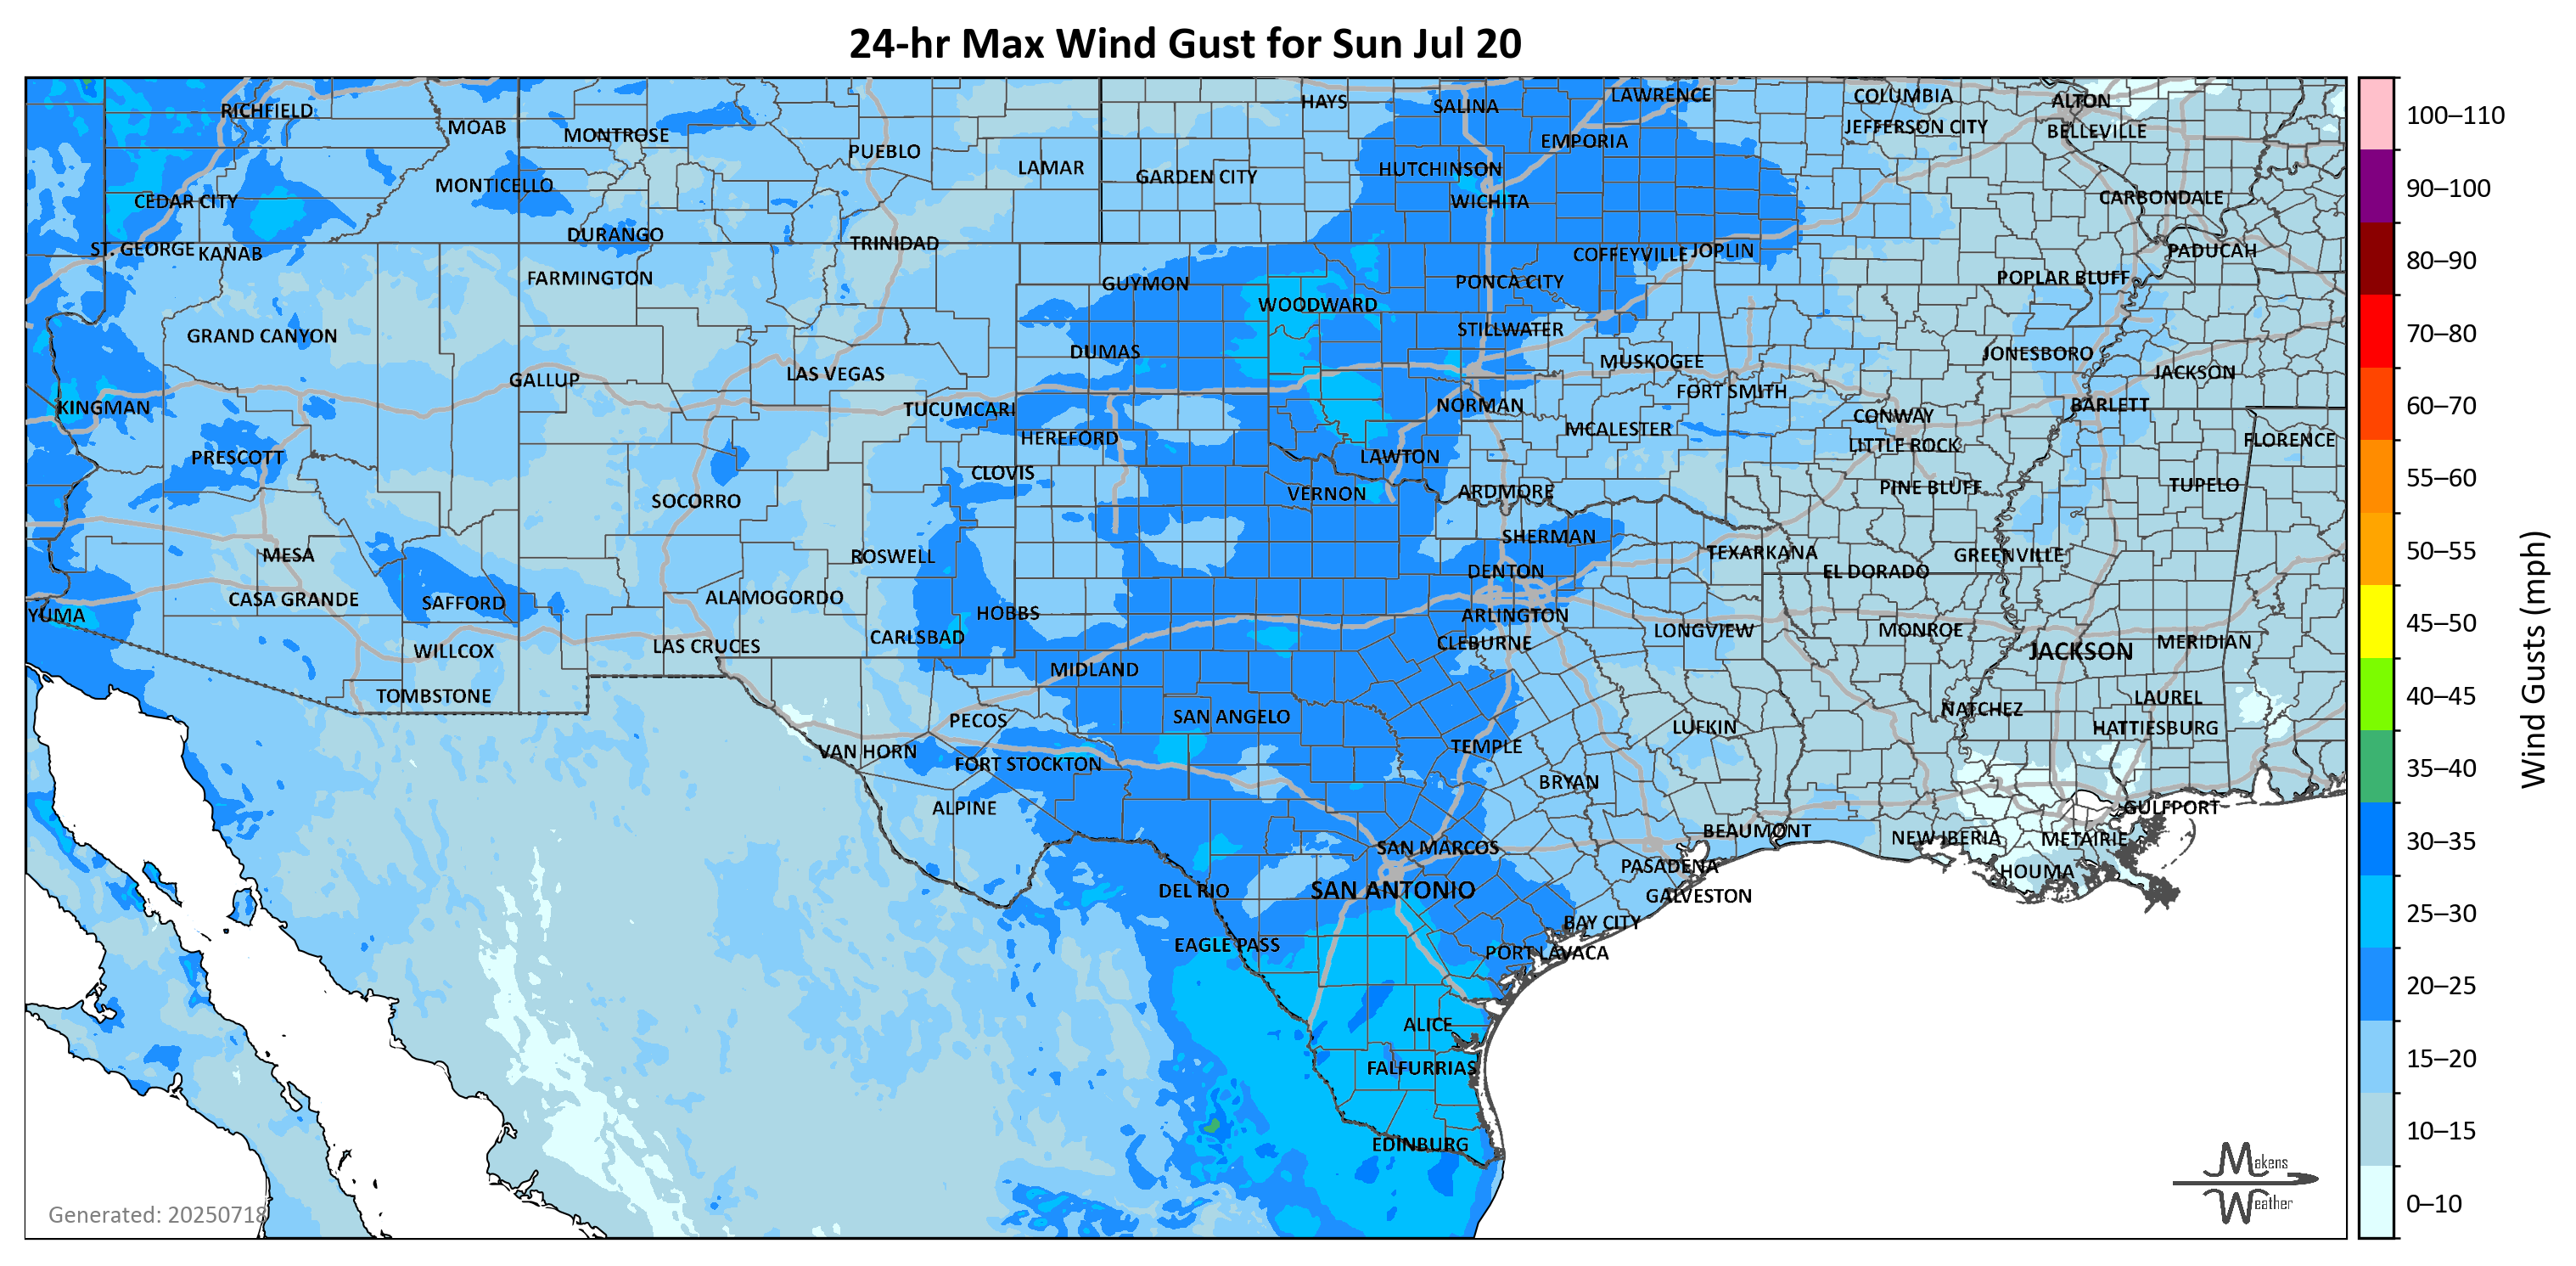 24-hr Max Wind Gust for Sun Jul 20
RICHFIELD
MOAB
MONTROSE
PUEBLO
LAMAR
HAYS
SALINA
LAWRENCE
COLUMBIA
ALTON
JEFFERSON CITY
BELLEVILLE
EMPORIA
HUTCHINSON
GARDEN CITY
MONTICELLO
CEDAR CITY
WICHITA
CARBONDALE
DURANGO
TRINIDAD
ST. GEORGE
KANAB
COFFEYVILLE
JOPLIN
PADUCAH
FARMINGTON
GUYMON
PONCA CITY
POPLAR BLUFF
WOODWARD
GRAND CANYON
STILLWATER
DUMAS
MUSKOGEE
JONESBORO
JACKSON
GALLUP
LAS VEGAS
FORT SMITH
KINGMAN
TUCUMCARI
NORMAN
CONWAY
BARLETT
HEREFORD
MCALESTER
LITTLE ROCK
FLORENCE
PRESCOTT
CLOVIS
LAWTON
SOCORRO
VERNON
ARDMORE
PINE BLUFF
TUPELO
MESA
ROSWELL
SHERMAN
TEXARKANA
GREENVILLE
DENTON
EL DORADO
CASA GRANDE
SAFFORD
ALAMOGORDO
HOBBS
ARLINGTON
YUMA
CARLSBAD
CLEBURNE
LONGVIEW
MONROE
JACKSON
MERIDIAN
WILLCOX
LAS CRUCES
MIDLAND
TOMBSTONE
LAUREL
PECOS
SAN ANGELO
NATCHEZ
LUFKIN
HATTIESBURG
VAN HORN
FORT STOCKTON
TEMPLE
BRYAN
ALPINE
GULFPORT
BEAUMONT
NEW IBERIA
METAIRIE
SAN MARCOS
PASADENA
HOUMA
DEL RIO
SAN ANTONIO
GALVESTON
BAY CITY
EAGLE PASS
PORT LAVACA
ALICE
FALFURRIAS
EDINBURG
Generated: 20250718
Makens
Weather
100–110
90–100
80–90
70–80
60–70
55–60
50–55
45–50
40–45
35–40
30–35
25–30
20–25
15–20
10–15
0–10
Wind Gusts (mph)